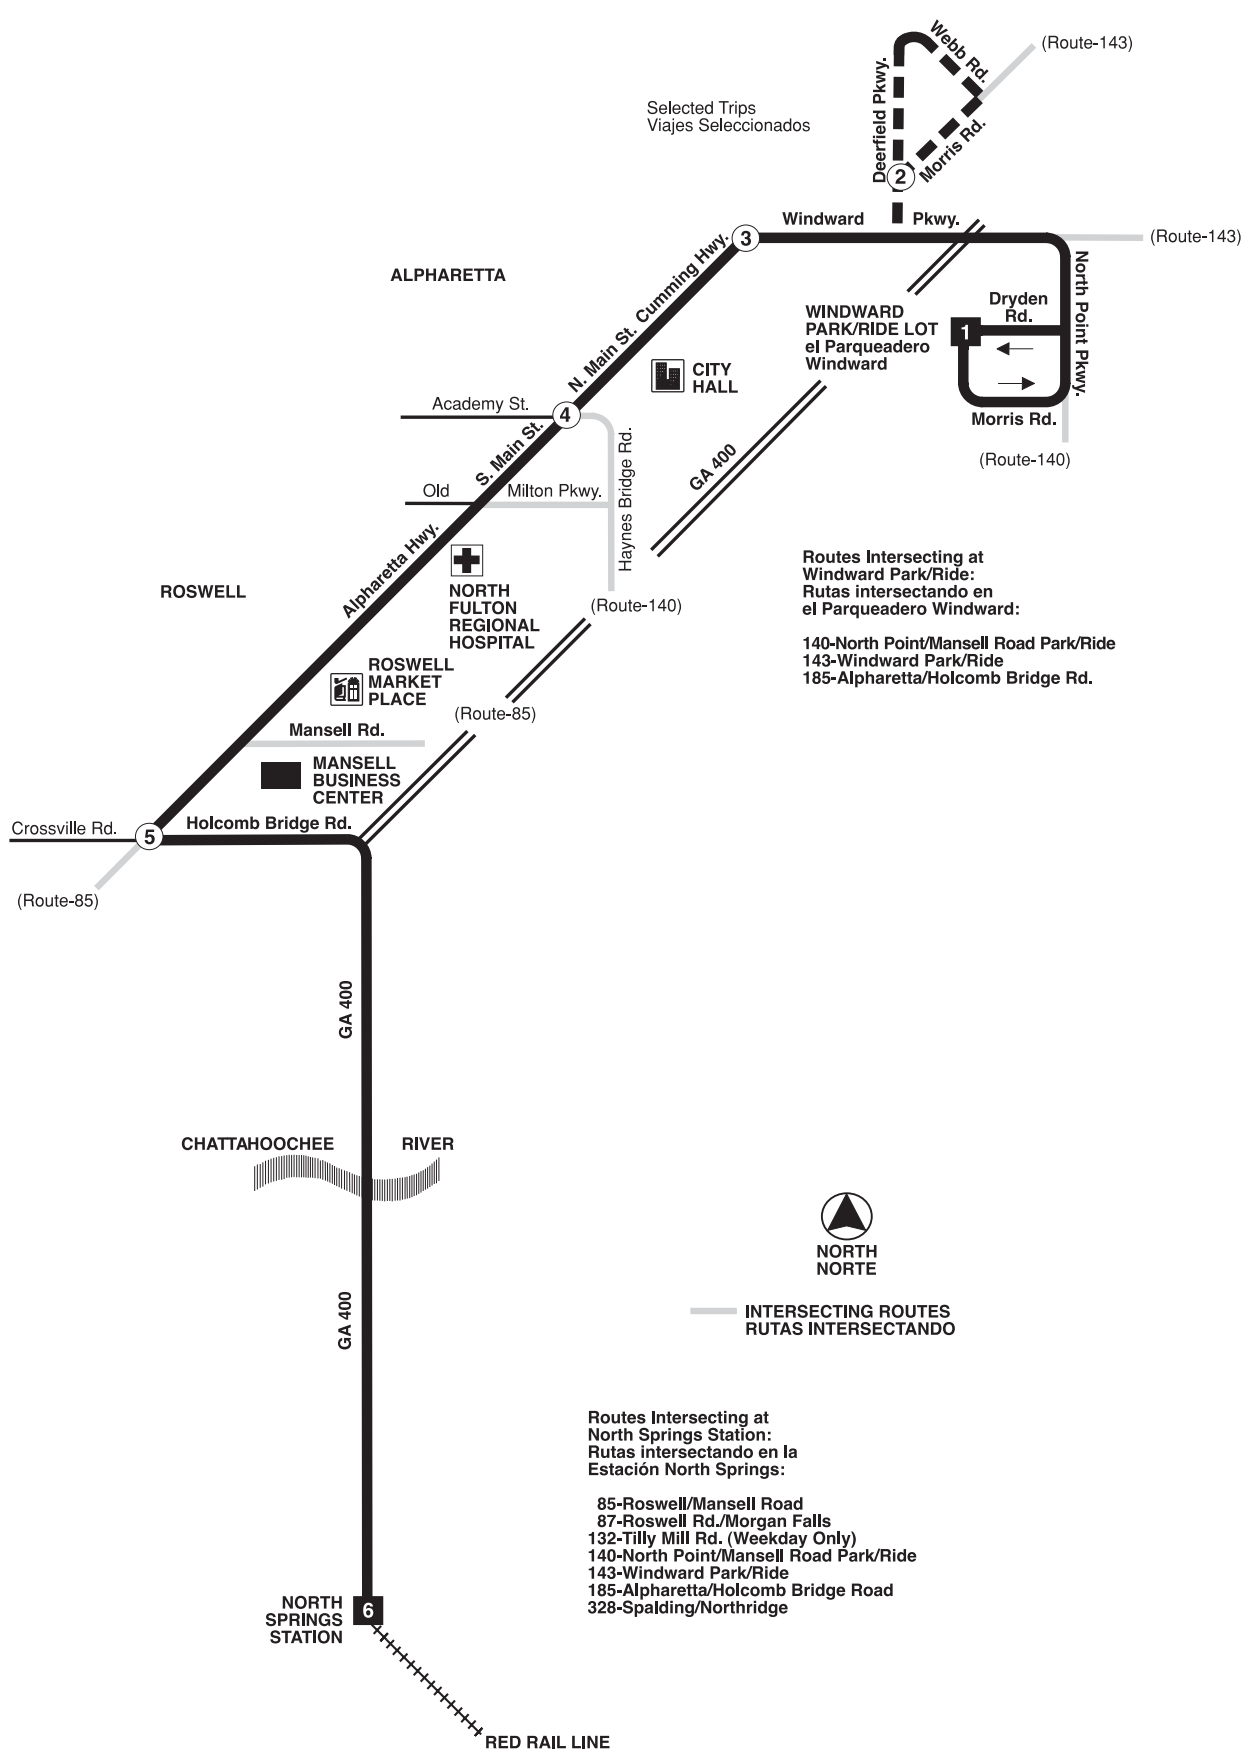 Webb Rd.
(Route-143)
Deerfield Pkwy.
Selected Trips
Viajes Seleccionados
Morris Rd.
2
Windward Pkwy.
3
(Route-143)
ALPHARETTA
N. Main St. Cumming Hwy.
North Point Pkwy.
Dryden
Rd.
1
WINDWARD
PARK/RIDE LOT
el Parqueadero
Windward
CITY
HALL
Academy St.
4
Morris Rd.
S. Main St.
Haynes Bridge Rd.
GA 400
(Route-140)
Old Milton Pkwy.
Alpharetta Hwy.
Routes Intersecting at
Windward Park/Ride:
Rutas intersectando en
el Parqueadero Windward:
140-North Point/Mansell Road Park/Ride
143-Windward Park/Ride
185-Alpharetta/Holcomb Bridge Rd.
ROSWELL
NORTH
FULTON
REGIONAL
HOSPITAL
(Route-140)
ROSWELL
MARKET
PLACE
(Route-85)
Mansell Rd.
MANSELL
BUSINESS
CENTER
Crossville Rd.
5
Holcomb Bridge Rd.
(Route-85)
GA 400
CHATTAHOOCHEE RIVER
GA 400
NORTH
NORTE
INTERSECTING ROUTES
RUTAS INTERSECTANDO
Routes Intersecting at
North Springs Station:
Rutas intersectando en la
Estación North Springs:
85-Roswell/Mansell Road
87-Roswell Rd./Morgan Falls
132-Tilly Mill Rd. (Weekday Only)
140-North Point/Mansell Road Park/Ride
143-Windward Park/Ride
185-Alpharetta/Holcomb Bridge Road
328-Spalding/Northridge
NORTH
SPRINGS
STATION
6
RED RAIL LINE